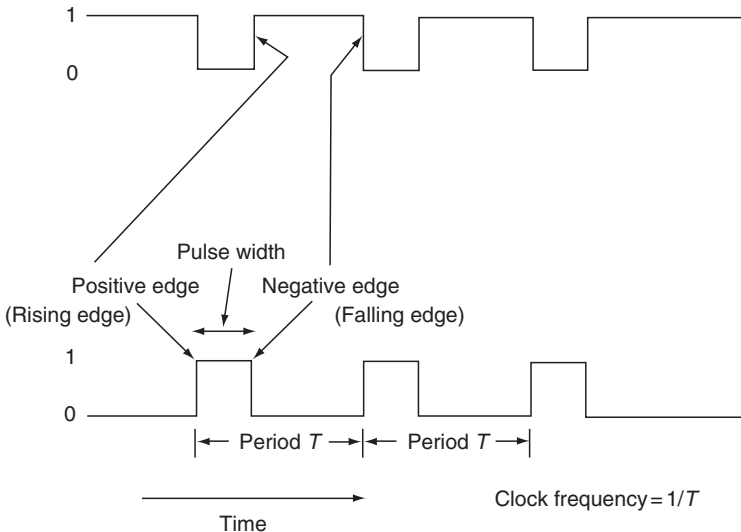 1
0
Pulse width
Positive edge
Negative edge
(Rising edge)
(Falling edge)
1
0
Period T
Period T
Clock frequency = 1/T
Time